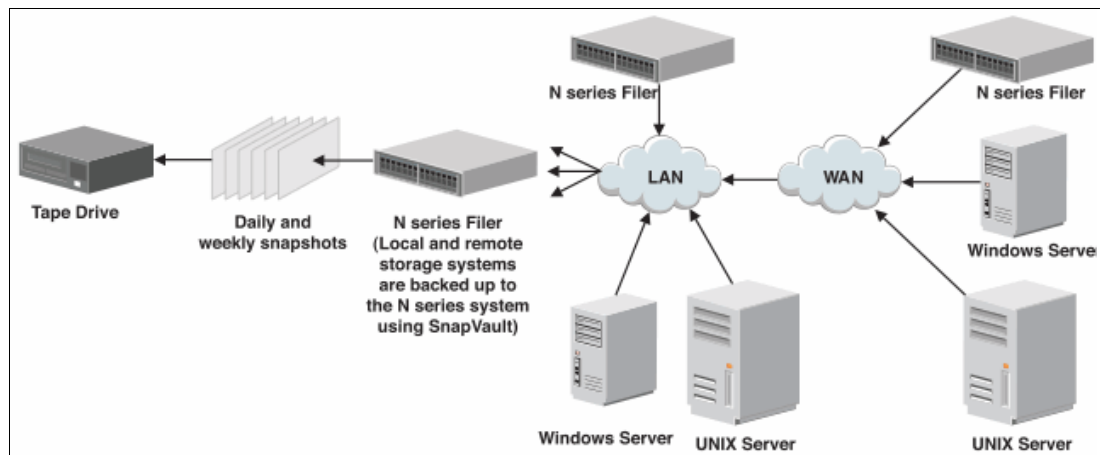 N series Filer
N series Filer
LAN
WAN
Tape Drive
Daily and
weekly snapshots
N series Filer
(Local and remote
storage systems
are backed up to
the N series system
using SnapVault)
Windows Server
Windows Server
UNIX Server
UNIX Server